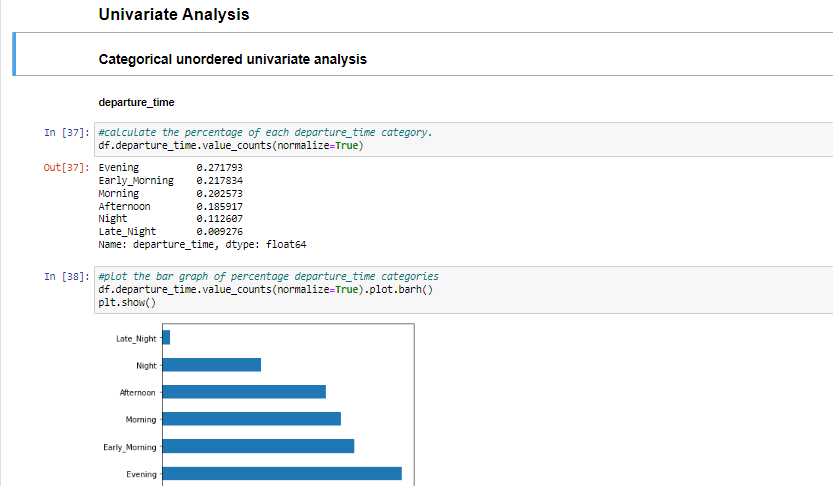 Univariate Analysis
Categorical unordered univariate analysis
departure_time
In [37]: #calculate the percentage of each departure_time category.
df.departure_time.value_counts(normalize=True)
Out[37]: Evening 0.271793
Early_Morning 0.217834
Morning 0.202573
Afternoon 0.185917
Night 0.112607
Late_Night 0.009276
Name: departure_time, dtype: float64
In [38]: #plot the bar graph of percentage departure_time categories
df.departure_time.value_counts(normalize=True).plot.barh()
plt.show()
Late_Night
Night
Afternoon
Morning
Early_Morning
Evening